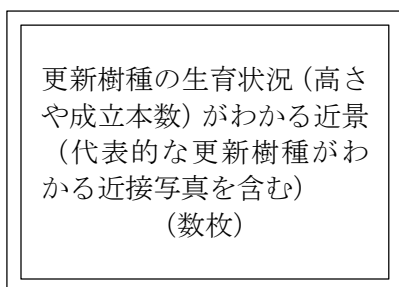 更新樹種の生育状況（高さ
や成立本数）がわかる近景
（代表的な更新樹種がわ
かる近接写真を含む）
（数枚）